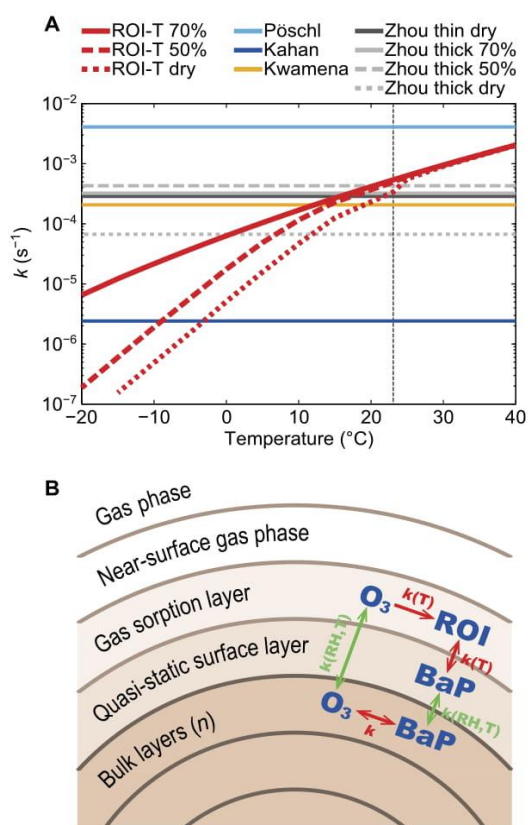 A
ROI-T 70% Pöschl Zhou thin dry
ROI-T 50% Kahan Zhou thick 70%
ROI-T dry Kwamena Zhou thick 50%
Zhou thick dry
10⁻²
10⁻³
10⁻⁴
10⁻⁵
10⁻⁶
10⁻⁷
k (s⁻¹)
−20 −10 0 10 20 30 40
Temperature (°C)
B
Gas phase
Near-surface gas phase
Gas sorption layer
Quasi-static surface layer
Bulk layers (n)
O₃ k(T) ROI
k(RH,T) k(T)
BaP
O₃ k BaP k(RH,T)